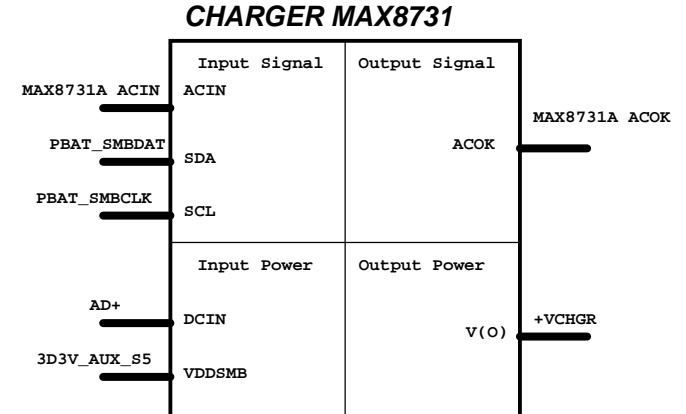 CHARGER MAX8731
Input Signal
Output Signal
MAX8731A ACIN
ACIN
MAX8731A ACOK
PBAT_SMBDAT
SDA
ACOK
PBAT_SMBCLK
SCL
Input Power
Output Power
AD+
DCIN
+VCHGR
V(O)
3D3V_AUX_S5
VDDSMB